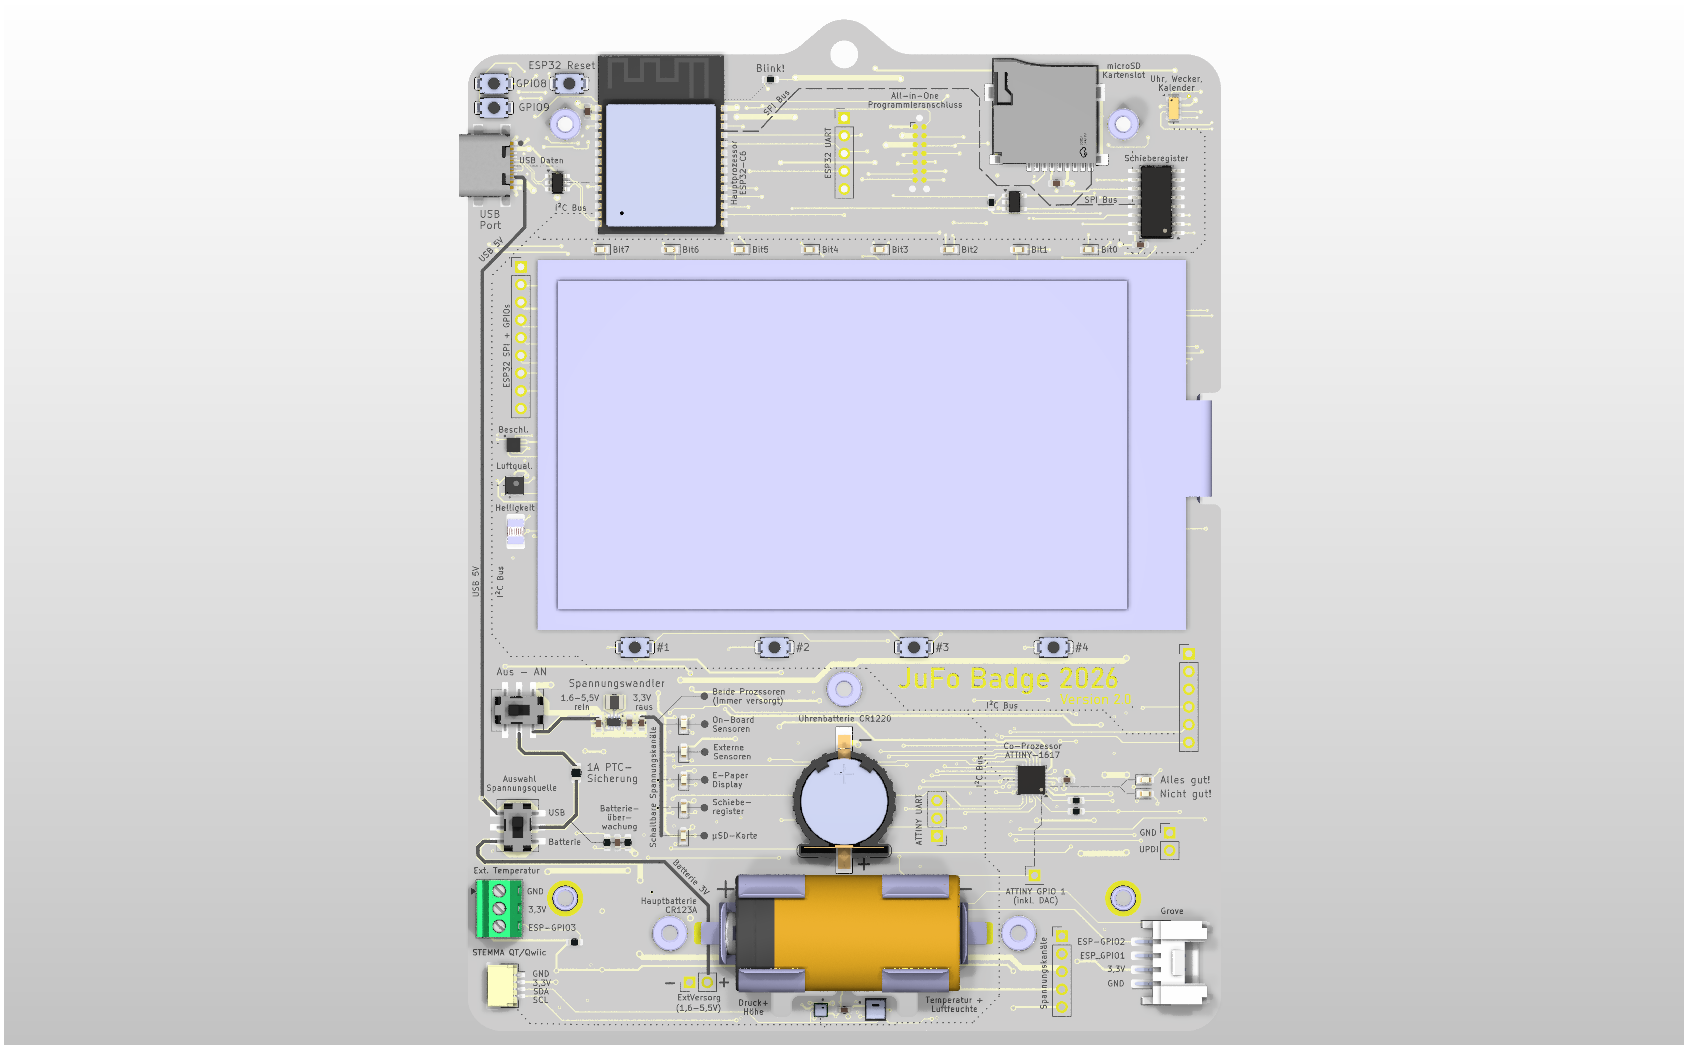 ESP32 Reset
GPIO8
GPIO9
Blink!
SPI Bus
All-in-One
Programmieranschluss
microSD
Kartenslot
Uhr, Wecker,
Kalender
USB Daten
I²C Bus
USB
Port
USB 5V
Hauptprozessor
ESP32-C6
ESP32 UART
Schieberegister
SPI Bus
Bit7
Bit6
Bit5
Bit4
Bit3
Bit2
Bit1
Bit0
ESP32 SPI + GPIOs
Beschl.
Luftqual.
Helligkeit
USB 5V
I²C Bus
#1
#2
#3
#4
Aus - AN
Spannungswandler
1.6-5,5V
rein
3,3V
raus
Beide Prozssoren
(Immer versorgt)
On-Board
Sensoren
Externe
Sensoren
E-Paper
Display
Schiebe-
register
µSD-Karte
Schaltbare Spannungskanäle
JuFo Badge 2026
Version 2.0
I²C Bus
Uhrenbatterie CR1220
1A PTC-
Sicherung
Auswahl
Spannungsquelle
USB
Batterie
Batterie-
über-
wachung
Co-Prozessor
ATTINY-1617
I²C Bus
Alles gut!
Nicht gut!
ATTINY UART
GND
UPDI
ATTINY GPIO 1
(inkl. DAC)
Ext. Temperatur
GND
3,3V
ESP-GPIO3
Batterie 3V
Hauptbatterie
CR123A
STEMMA QT/Qwiic
GND
3,3V
SDA
SCL
ExtVersorg
(1,6-5,5V)
Druck+
Höhe
Temperatur +
Luftfeuchte
Spannungskanäle
Grove
ESP-GPIO2
ESP_GPIO1
3,3V
GND